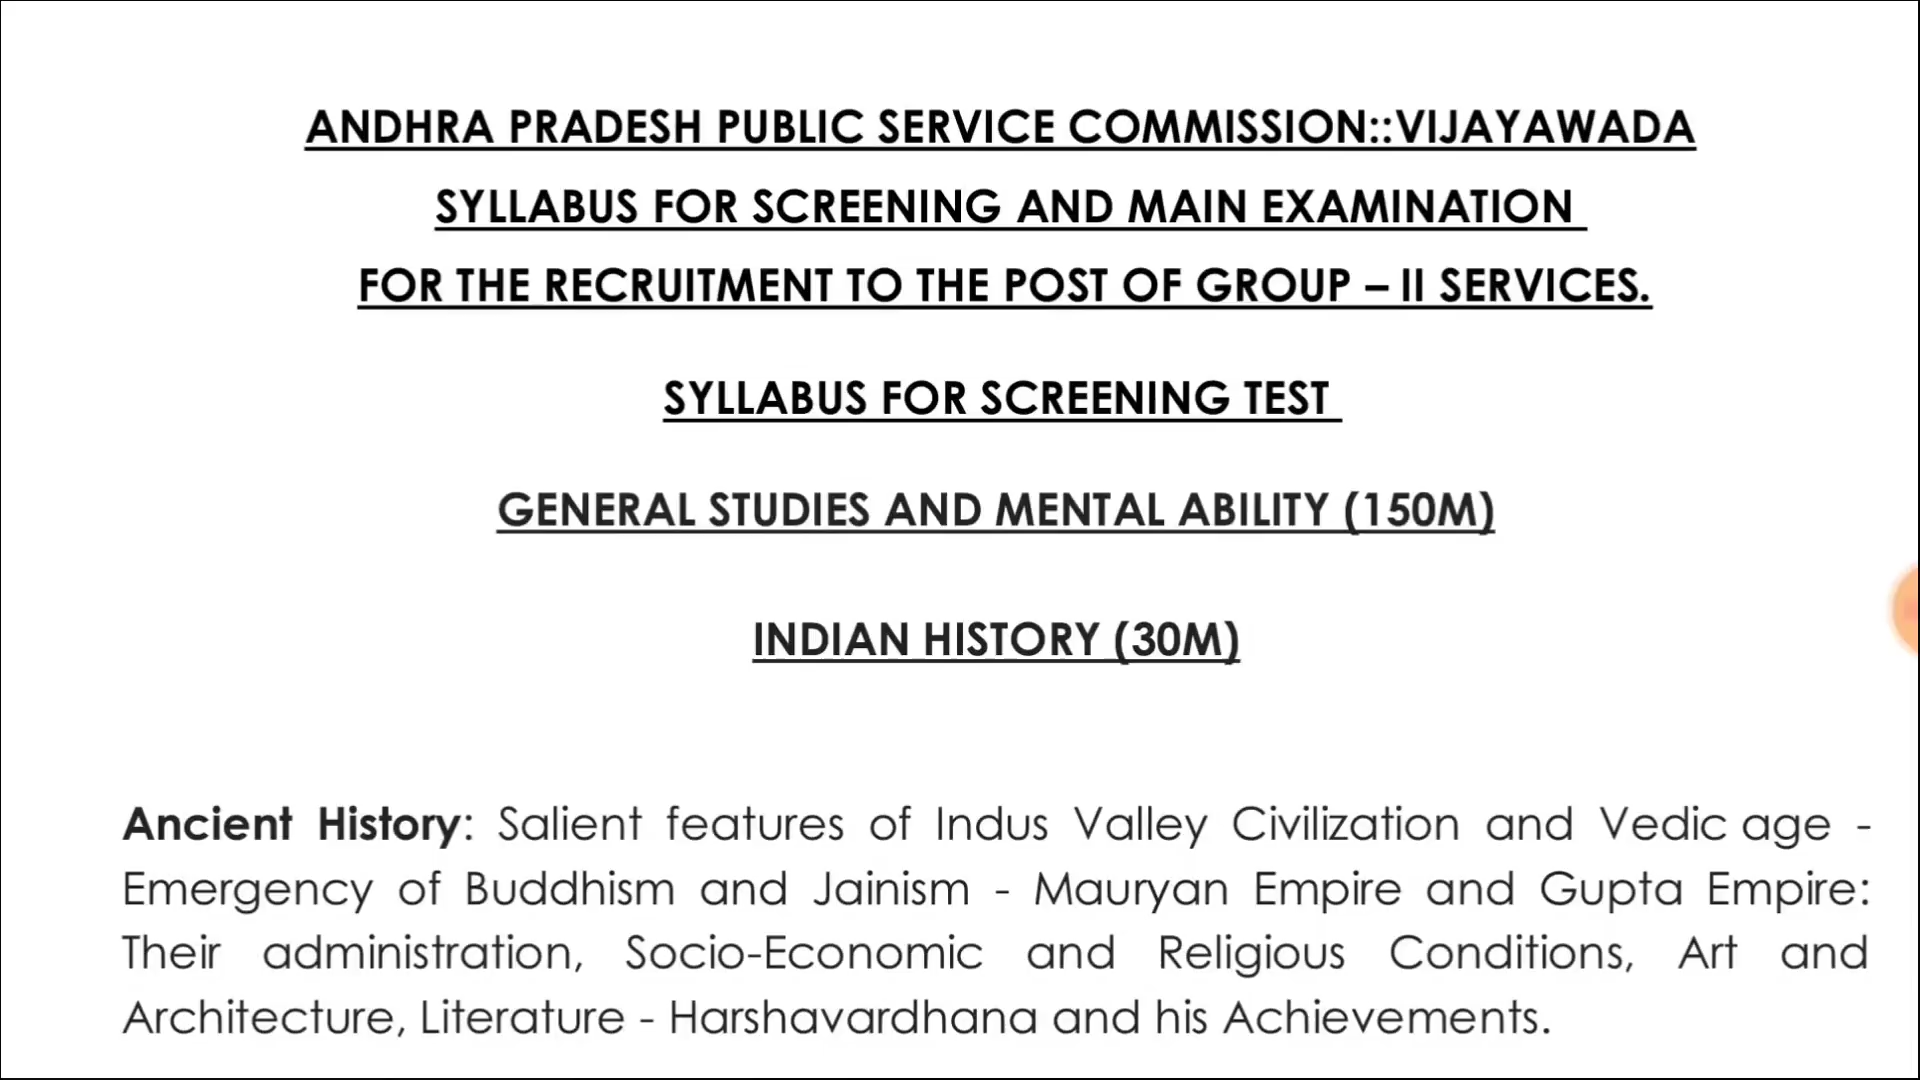 ANDHRA PRADESH PUBLIC SERVICE COMMISSION::VIJAYAWADA
SYLLABUS FOR SCREENING AND MAIN EXAMINATION
FOR THE RECRUITMENT TO THE POST OF GROUP – II SERVICES.
SYLLABUS FOR SCREENING TEST
GENERAL STUDIES AND MENTAL ABILITY (150M)
INDIAN HISTORY (30M)
Ancient History: Salient features of Indus Valley Civilization and Vedic age -
Emergency of Buddhism and Jainism - Mauryan Empire and Gupta Empire:
Their administration, Socio-Economic and Religious Conditions, Art and
Architecture, Literature - Harshavardhana and his Achievements.